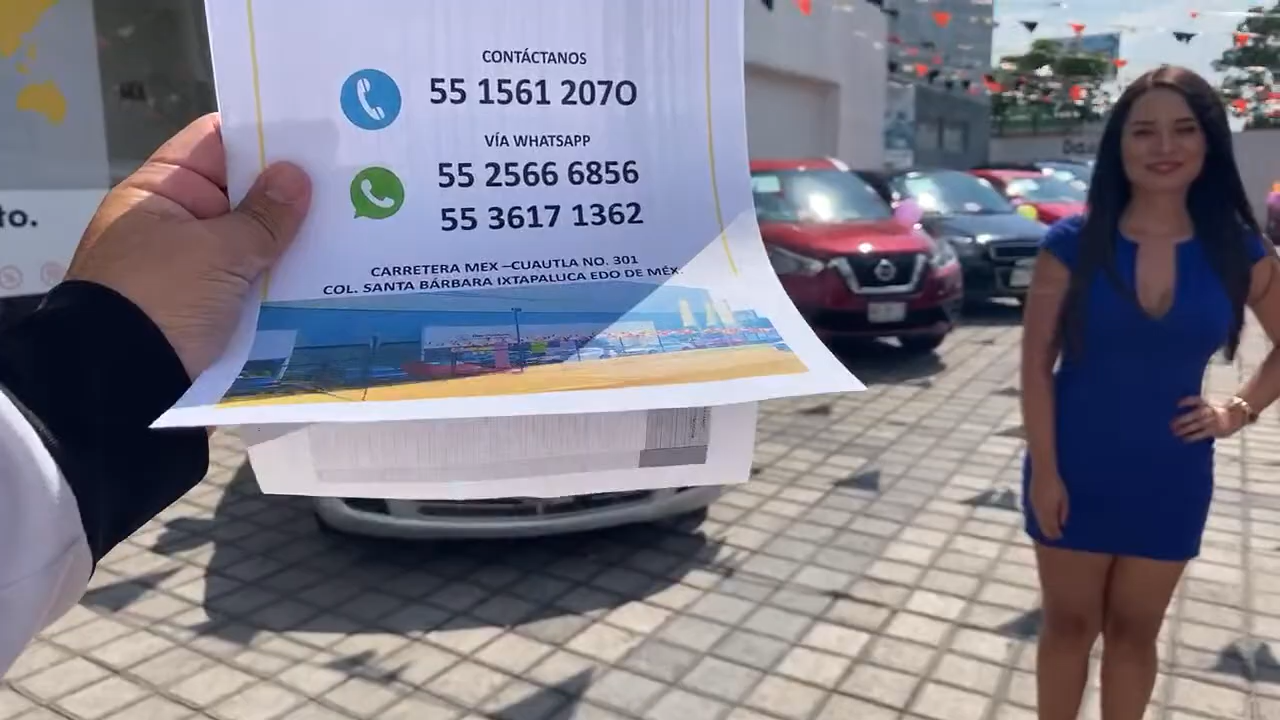 CONTÁCTANOS
55 1561 2070
VÍA WHATSAPP
55 2566 6856
55 3617 1362
CARRETERA MEX –CUAUTLA NO. 301
COL. SANTA BÁRBARA IXTAPALUCA EDO DE MÉX.
to.